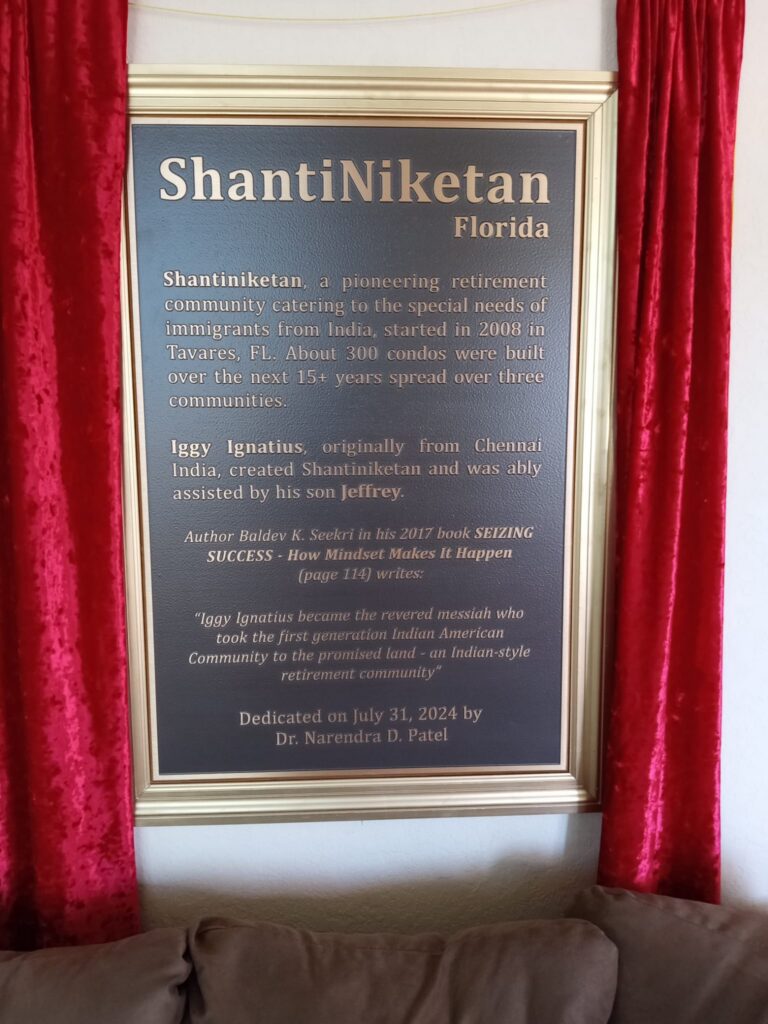 ShantiNiketan
Florida
Shantiniketan, a pioneering retirement
community catering to the special needs of
immigrants from India, started in 2008 in
Tavares, FL. About 300 condos were built
over the next 15+ years spread over three
communities.
Iggy Ignatius, originally from Chennai
India, created Shantiniketan and was ably
assisted by his son Jeffrey.
Author Baldev K. Seekri in his 2017 book SEIZING
SUCCESS - How Mindset Makes It Happen
(page 114) writes:
“Iggy Ignatius became the revered messiah who
took the first generation Indian American
Community to the promised land - an Indian-style
retirement community”
Dedicated on July 31, 2024 by
Dr. Narendra D. Patel